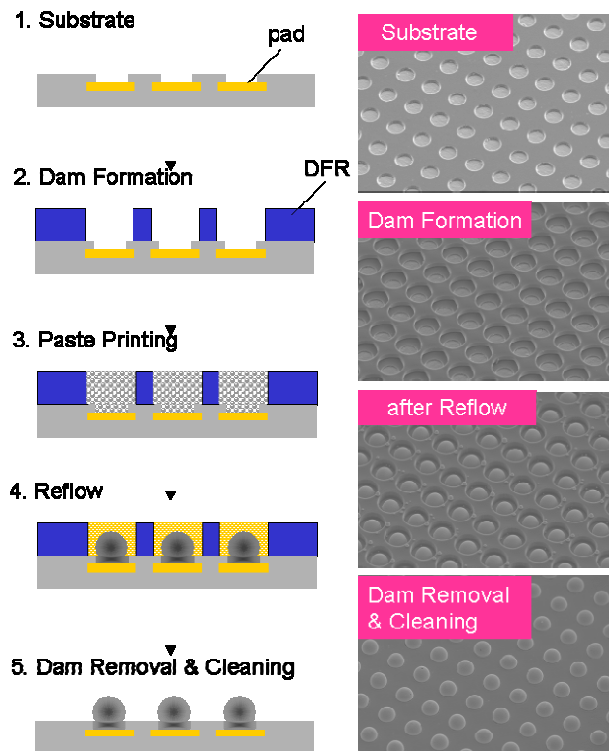 1. Substrate
pad
2. Dam Formation
DFR
3. Paste Printing
4. Reflow
5. Dam Removal & Cleaning
Substrate
Dam Formation
after Reflow
Dam Removal
& Cleaning